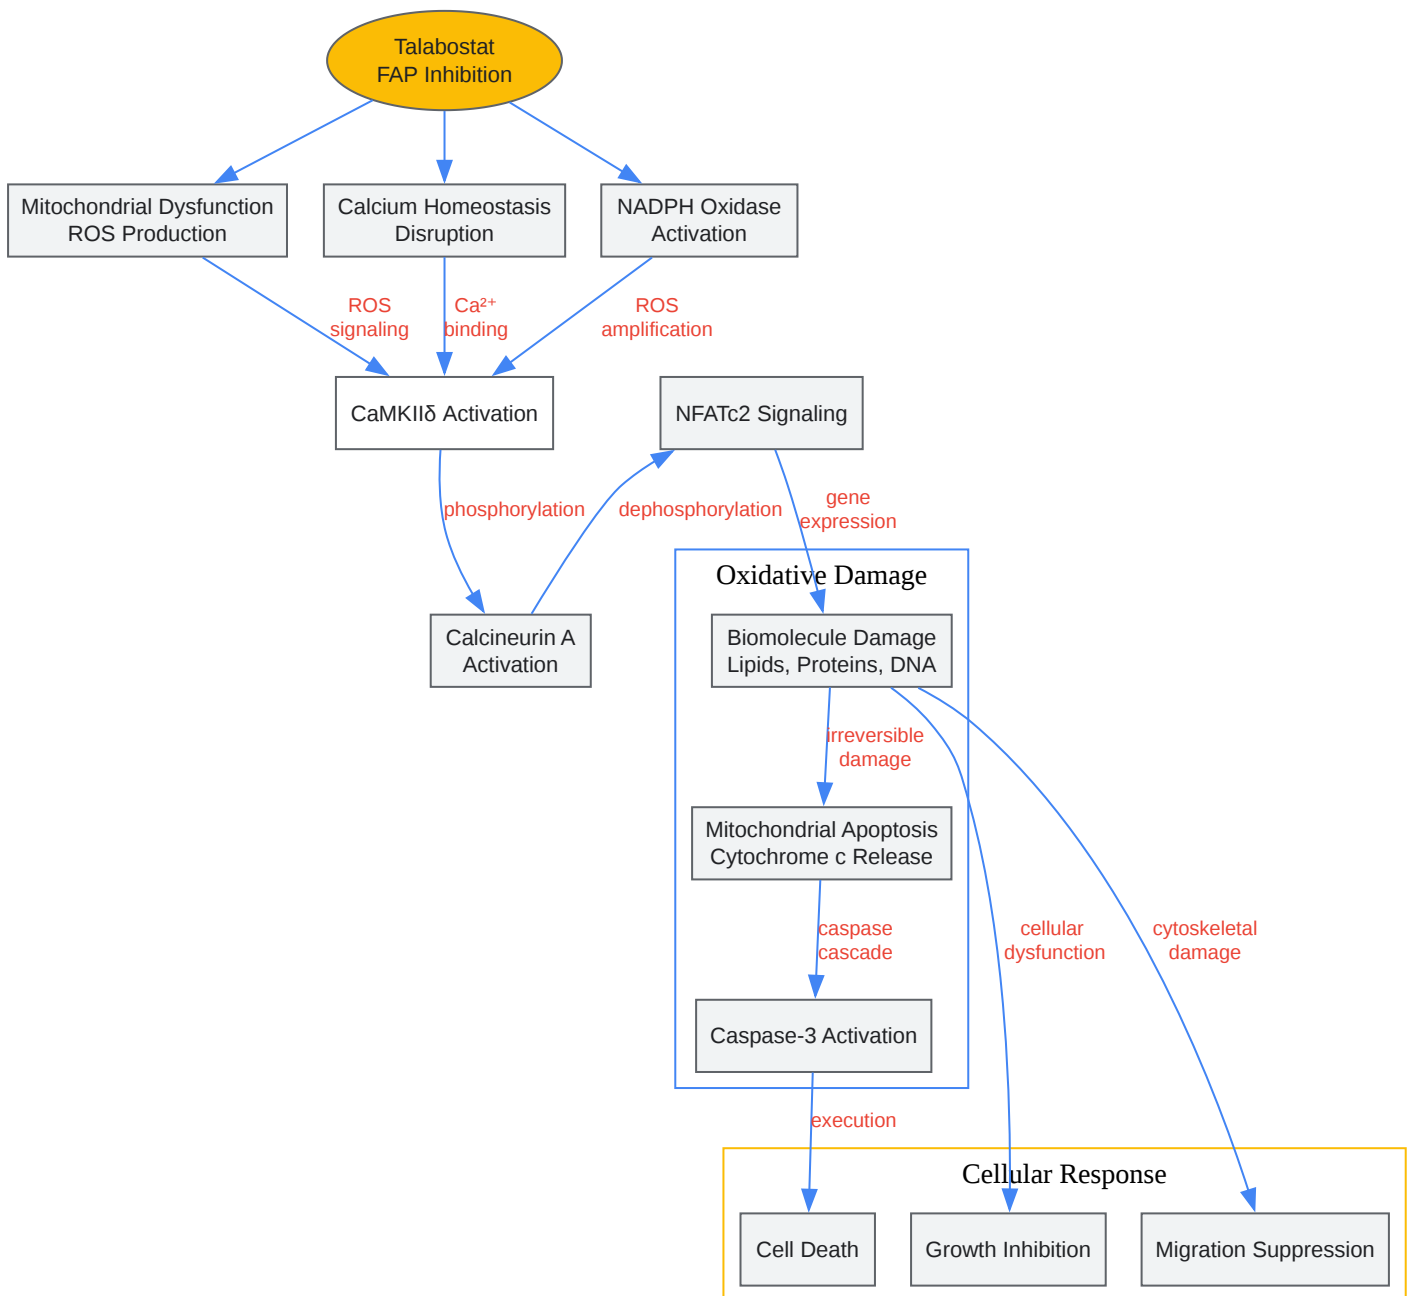 Talabostat
FAP Inhibition
Mitochondrial Dysfunction
ROS Production
Calcium Homeostasis
Disruption
NADPH Oxidase
Activation
ROS
signaling
Ca²⁺
binding
ROS
amplification
CaMKIIδ Activation
NFATc2 Signaling
phosphorylation
dephosphorylation
gene
expression
Oxidative Damage
Calcineurin A
Activation
Biomolecule Damage
Lipids, Proteins, DNA
irreversible
damage
Mitochondrial Apoptosis
Cytochrome c Release
caspase
cascade
cellular
dysfunction
cytoskeletal
damage
Caspase-3 Activation
execution
Cellular Response
Cell Death
Growth Inhibition
Migration Suppression